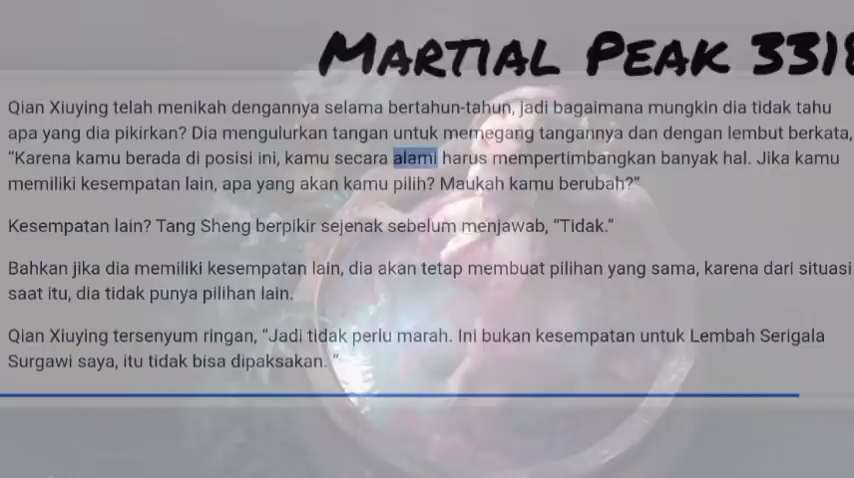 MARTIAL PEAK 3318
Qian Xiuying telah menikah dengannya selama bertahun-tahun, jadi bagaimana mungkin dia tidak tahu
apa yang dia pikirkan? Dia mengulurkan tangan untuk memegang tangannya dan dengan lembut berkata,
“Karena kamu berada di posisi ini, kamu secara alami harus mempertimbangkan banyak hal. Jika kamu
memiliki kesempatan lain, apa yang akan kamu pilih? Maukah kamu berubah?”
Kesempatan lain? Tang Sheng berpikir sejenak sebelum menjawab, “Tidak.”
Bahkan jika dia memiliki kesempatan lain, dia akan tetap membuat pilihan yang sama, karena dari situasi
saat itu, dia tidak punya pilihan lain.
Qian Xiuying tersenyum ringan, “Jadi tidak perlu marah. Ini bukan kesempatan untuk Lembah Serigala
Surgawi saya, itu tidak bisa dipaksakan. ”